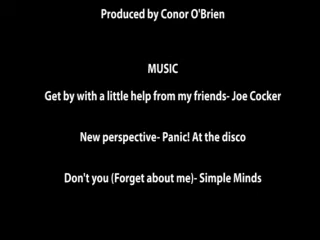 Produced by Conor O'Brien
MUSIC
Get by with a little help from my friends- Joe Cocker
New perspective- Panic! At the disco
Don't you (Forget about me)- Simple Minds